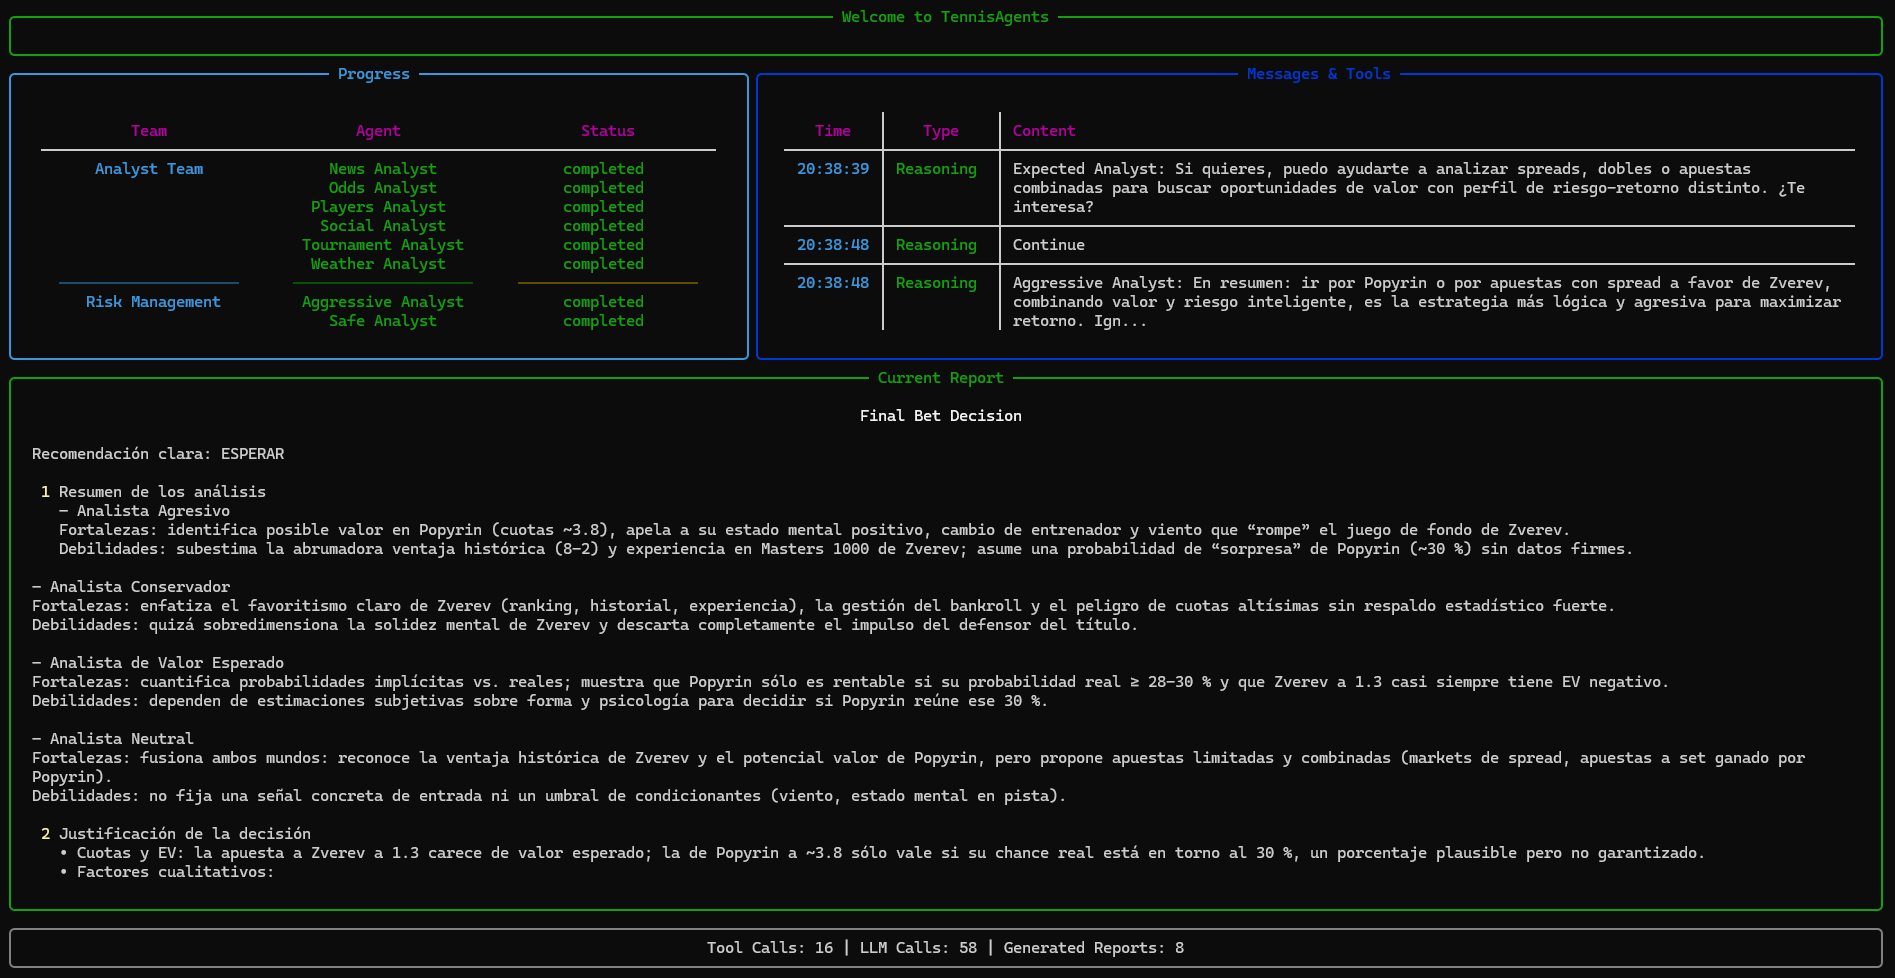 Welcome to TennisAgents
Progress
Team Agent Status
Analyst Team News Analyst completed
Odds Analyst completed
Players Analyst completed
Social Analyst completed
Tournament Analyst completed
Weather Analyst completed
Risk Management Aggressive Analyst completed
Safe Analyst completed
Messages & Tools
Time Type Content
20:38:39 Reasoning Expected Analyst: Si quieres, puedo ayudarte a analizar spreads, dobles o apuestas
combinadas para buscar oportunidades de valor con perfil de riesgo-retorno distinto. ¿Te
interesa?
20:38:48 Reasoning Continue
20:38:48 Reasoning Aggressive Analyst: En resumen: ir por Popyrin o por apuestas con spread a favor de Zverev,
combinando valor y riesgo inteligente, es la estrategia más lógica y agresiva para maximizar
retorno. Ign...
Current Report
Final Bet Decision
Recomendación clara: ESPERAR
1 Resumen de los análisis
– Analista Agresivo
Fortalezas: identifica posible valor en Popyrin (cuotas ~3.8), apela a su estado mental positivo, cambio de entrenador y viento que “rompe” el juego de fondo de Zverev.
Debilidades: subestima la abrumadora ventaja histórica (8–2) y experiencia en Masters 1000 de Zverev; asume una probabilidad de “sorpresa” de Popyrin (~30 %) sin datos firmes.
– Analista Conservador
Fortalezas: enfatiza el favoritismo claro de Zverev (ranking, historial, experiencia), la gestión del bankroll y el peligro de cuotas altísimas sin respaldo estadístico fuerte.
Debilidades: quizá sobredimensiona la solidez mental de Zverev y descarta completamente el impulso del defensor del título.
– Analista de Valor Esperado
Fortalezas: cuantifica probabilidades implícitas vs. reales; muestra que Popyrin sólo es rentable si su probabilidad real ≥ 28–30 % y que Zverev a 1.3 casi siempre tiene EV negativo.
Debilidades: dependen de estimaciones subjetivas sobre forma y psicología para decidir si Popyrin reúne ese 30 %.
– Analista Neutral
Fortalezas: fusiona ambos mundos: reconoce la ventaja histórica de Zverev y el potencial valor de Popyrin, pero propone apuestas limitadas y combinadas (markets de spread, apuestas a set ganado por
Popyrin).
Debilidades: no fija una señal concreta de entrada ni un umbral de condicionantes (viento, estado mental en pista).
2 Justificación de la decisión
• Cuotas y EV: la apuesta a Zverev a 1.3 carece de valor esperado; la de Popyrin a ~3.8 sólo vale si su chance real está en torno al 30 %, un porcentaje plausible pero no garantizado.
• Factores cualitativos:
Tool Calls: 16 | LLM Calls: 58 | Generated Reports: 8